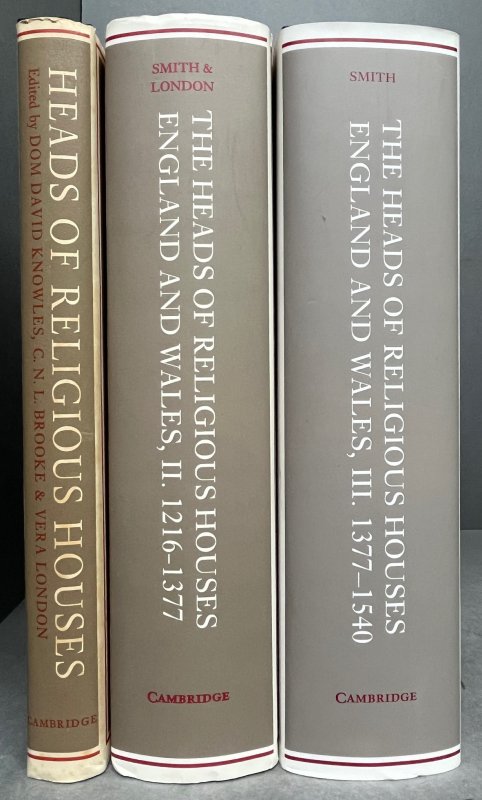 HEADS OF RELIGIOUS HOUSES
Edited by DOM DAVID KNOWLES, C. N. L. BROOKE & VERA LONDON
CAMBRIDGE
SMITH &
LONDON
THE HEADS OF RELIGIOUS HOUSES
ENGLAND AND WALES, II. 1216–1377
CAMBRIDGE
SMITH
THE HEADS OF RELIGIOUS HOUSES
ENGLAND AND WALES, III. 1377–1540
CAMBRIDGE